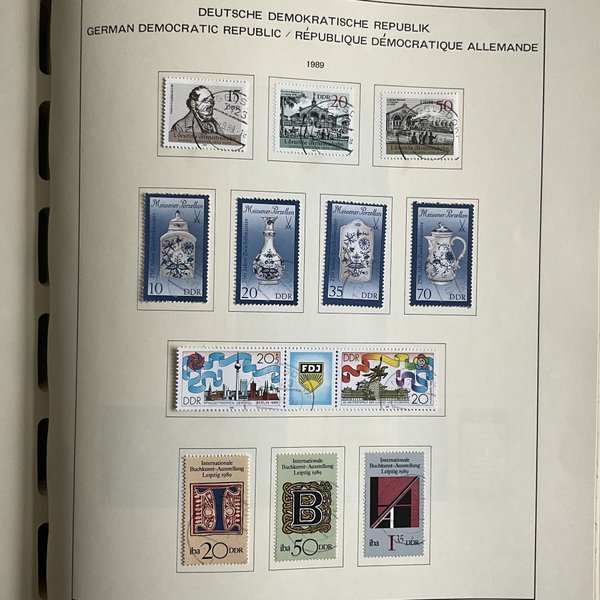 DEUTSCHE DEMOKRATISCHE REPUBLIK
GERMAN DEMOCRATIC REPUBLIC / RÉPUBLIQUE DÉMOCRATIQUE ALLEMANDE
1989
15
DDR
20
DDR
50
Meissener Porzellan
10
Meissener Porzellan
20
DDR
Meissener Porzellan
35
DDR
Meissener Porzellan
70
DDR
20+5
DDR
FDJ
DDR
20+5
Internationale
Buchkunst-Ausstellung
Leipzig 1989
I
iba 20 DDR
Internationale
Buchkunst-Ausstellung
Leipzig 1989
B
iba 50 DDR
Internationale
Buchkunst-Ausstellung
Leipzig 1989
A
iba 1,35 DDR